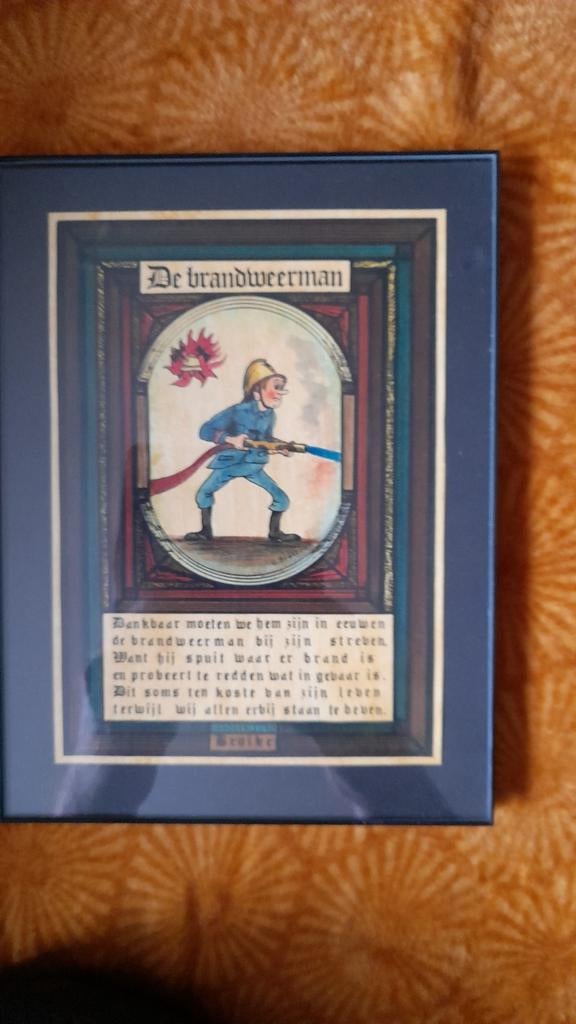 De brandweerman
Dankbaar moeten we hem zijn in eeuwen
de brandweerman bij zijn streven.
Want hij spuit waar er brand is
en probeert te redden wat in gevaar is.
Dit soms ten koste van zijn leven
terwijl wij allen erbij staan te beven.